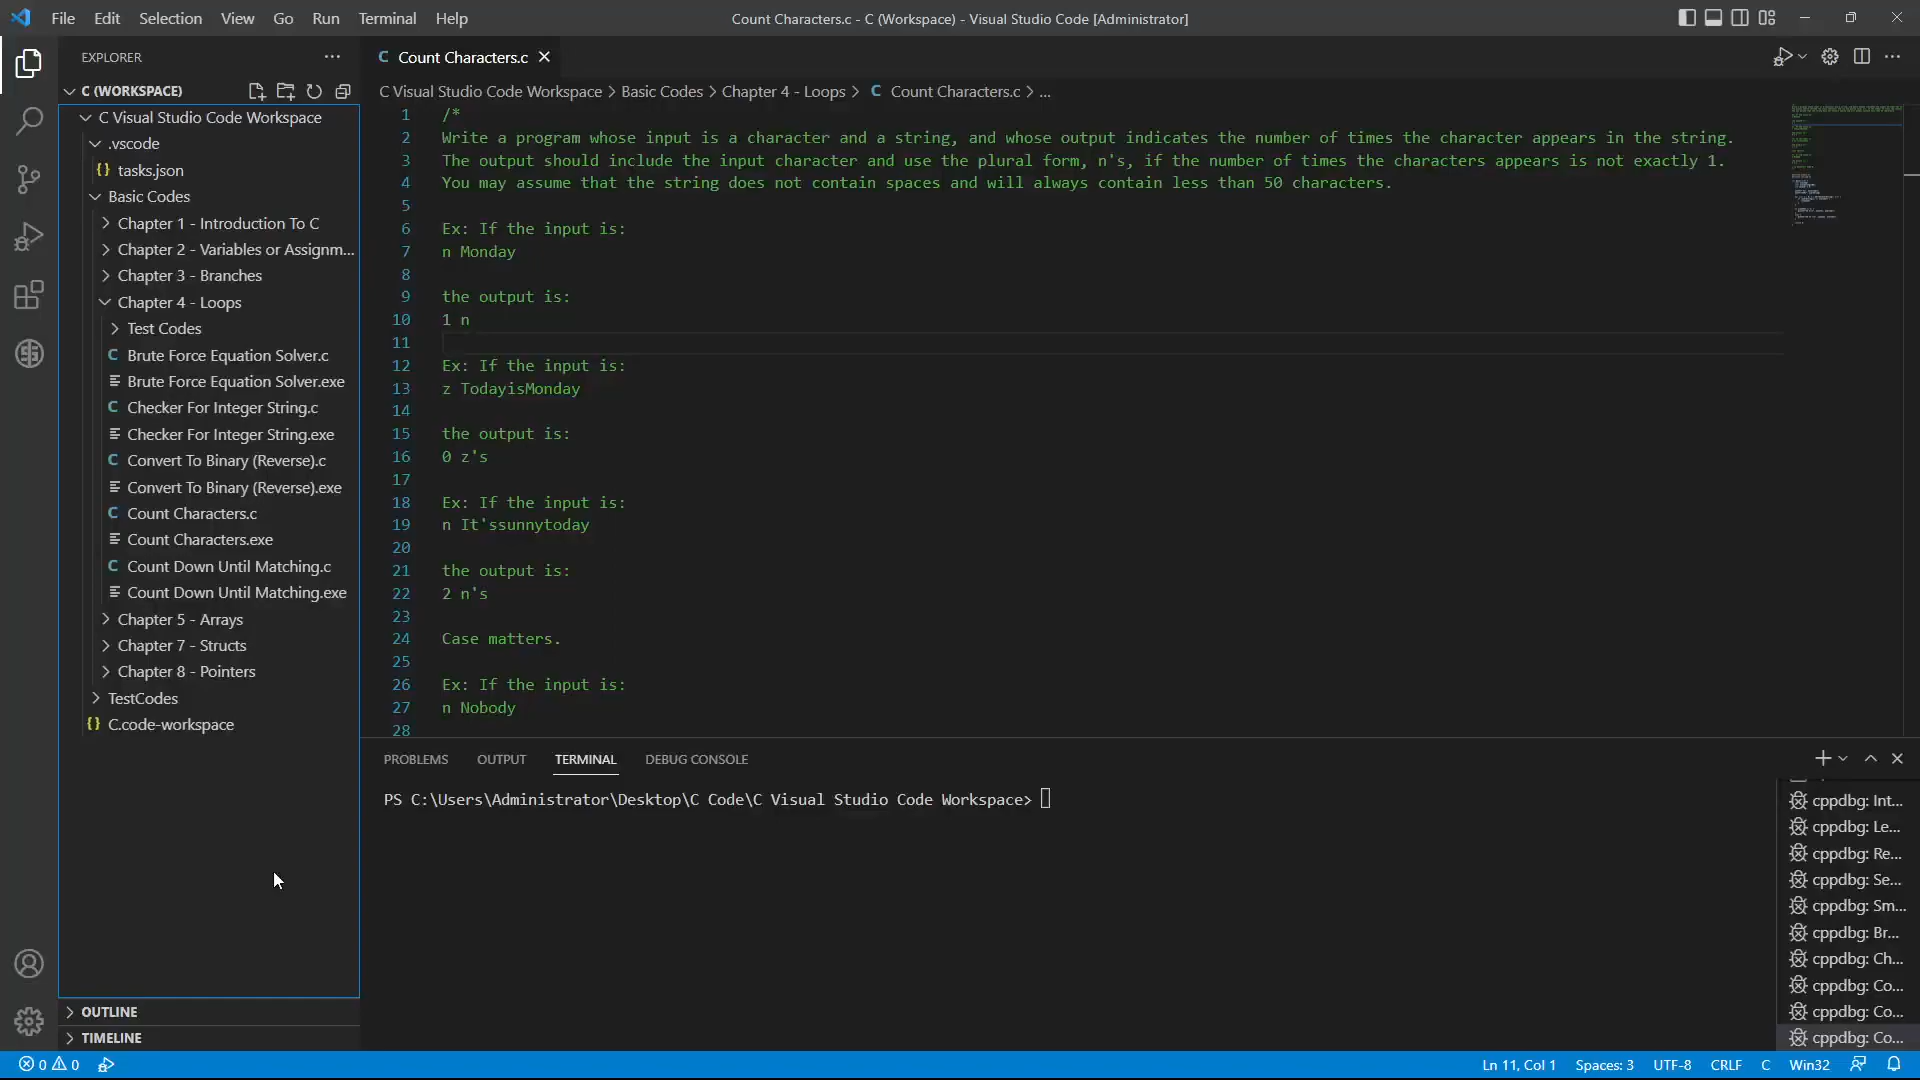 File Edit Selection View Go Run Terminal Help
Count Characters.c - C (Workspace) - Visual Studio Code [Administrator]
EXPLORER
C (WORKSPACE)
C Visual Studio Code Workspace
.vscode
{} tasks.json
Basic Codes
Chapter 1 - Introduction To C
Chapter 2 - Variables or Assignm...
Chapter 3 - Branches
Chapter 4 - Loops
Test Codes
C Brute Force Equation Solver.c
Brute Force Equation Solver.exe
C Checker For Integer String.c
Checker For Integer String.exe
C Convert To Binary (Reverse).c
Convert To Binary (Reverse).exe
C Count Characters.c
Count Characters.exe
C Count Down Until Matching.c
Count Down Until Matching.exe
Chapter 5 - Arrays
Chapter 7 - Structs
Chapter 8 - Pointers
TestCodes
{} C.code-workspace
OUTLINE
TIMELINE
C Count Characters.c
C Visual Studio Code Workspace > Basic Codes > Chapter 4 - Loops > C Count Characters.c > ...
1 /*
2 Write a program whose input is a character and a string, and whose output indicates the number of times the character appears in the string.
3 The output should include the input character and use the plural form, n's, if the number of times the characters appears is not exactly 1.
4 You may assume that the string does not contain spaces and will always contain less than 50 characters.
5
6 Ex: If the input is:
7 n Monday
8
9 the output is:
10 1 n
11
12 Ex: If the input is:
13 z TodayisMonday
14
15 the output is:
16 0 z's
17
18 Ex: If the input is:
19 n It'ssunnytoday
20
21 the output is:
22 2 n's
23
24 Case matters.
25
26 Ex: If the input is:
27 n Nobody
28
PROBLEMS OUTPUT TERMINAL DEBUG CONSOLE
PS C:\Users\Administrator\Desktop\C Code\C Visual Studio Code Workspace>
cppdbg: Int...
cppdbg: Le...
cppdbg: Re...
cppdbg: Se...
cppdbg: Sm...
cppdbg: Br...
cppdbg: Ch...
cppdbg: Co...
cppdbg: Co...
cppdbg: Co...
0 0
Ln 11, Col 1 Spaces: 3 UTF-8 CRLF C Win32